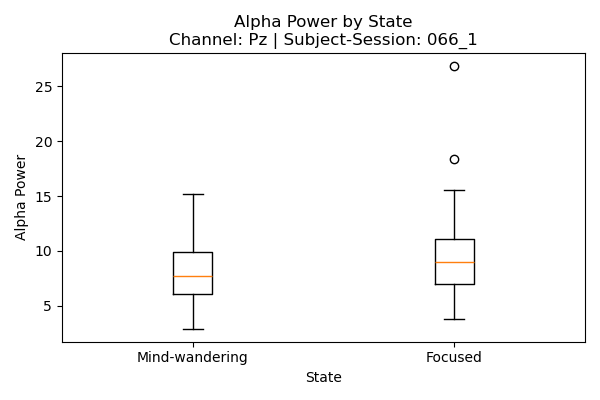 Alpha Power by State
Channel: Pz | Subject-Session: 066_1
Alpha Power
25
20
15
10
5
Mind-wandering
Focused
State